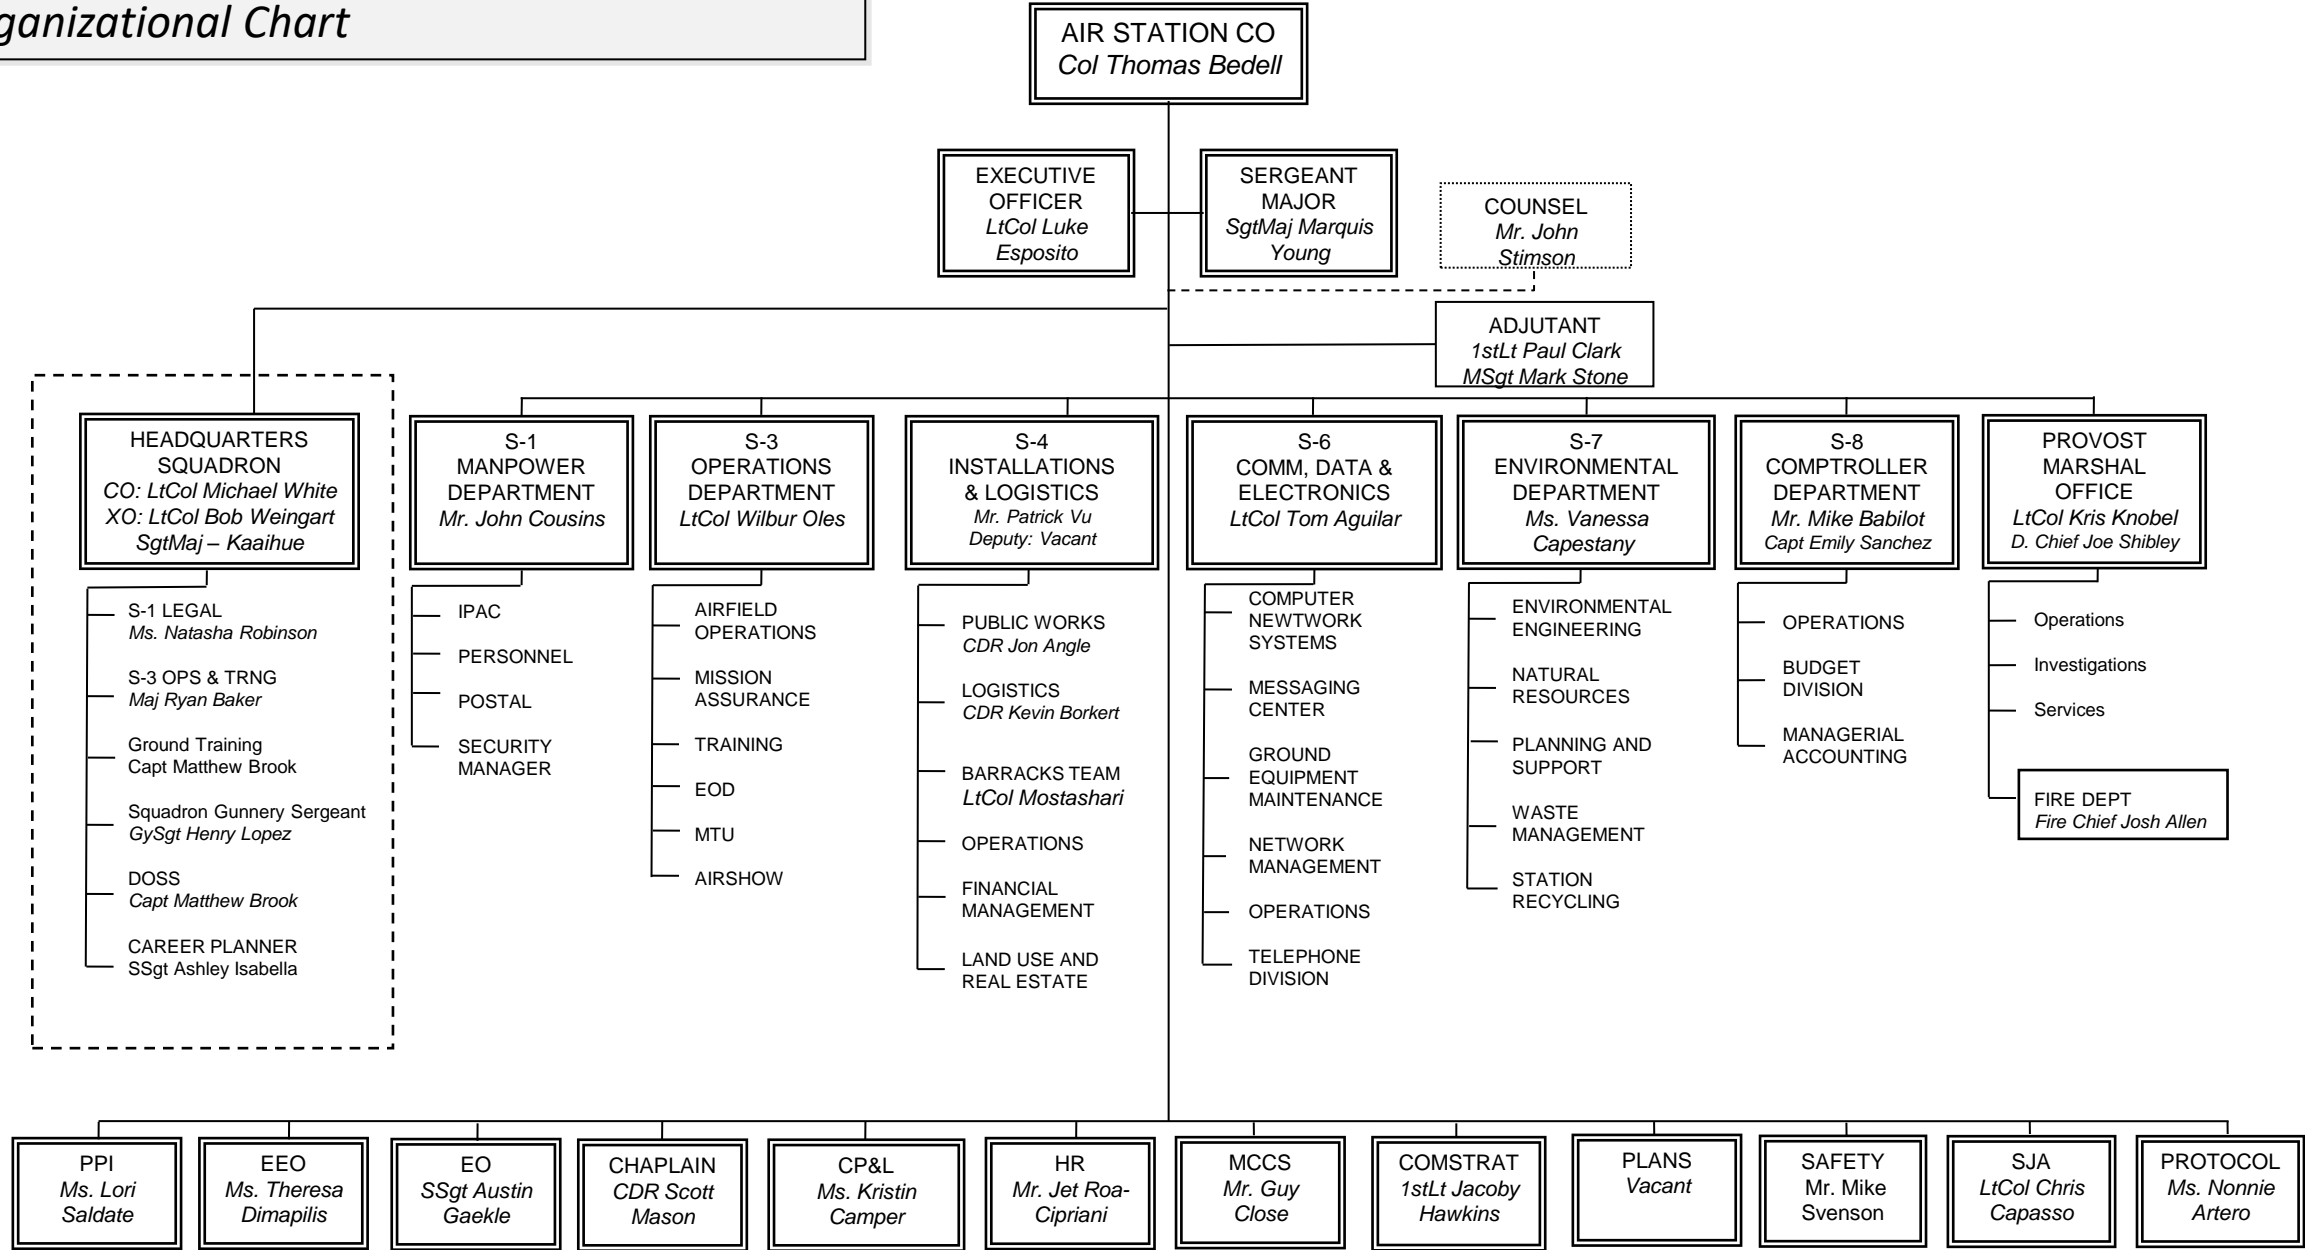 ganizational Chart
AIR STATION CO
Col Thomas Bedell
EXECUTIVE
OFFICER
LtCol Luke
Esposito
SERGEANT
MAJOR
SgtMaj Marquis
Young
COUNSEL
Mr. John
Stimson
ADJUTANT
1stLt Paul Clark
MSgt Mark Stone
HEADQUARTERS
SQUADRON
CO: LtCol Michael White
XO: LtCol Bob Weingart
SgtMaj – Kaaihue
S-1 LEGAL
Ms. Natasha Robinson
S-3 OPS & TRNG
Maj Ryan Baker
Ground Training
Capt Matthew Brook
Squadron Gunnery Sergeant
GySgt Henry Lopez
DOSS
Capt Matthew Brook
CAREER PLANNER
SSgt Ashley Isabella
S-1
MANPOWER
DEPARTMENT
Mr. John Cousins
IPAC
PERSONNEL
POSTAL
SECURITY
MANAGER
S-3
OPERATIONS
DEPARTMENT
LtCol Wilbur Oles
AIRFIELD
OPERATIONS
MISSION
ASSURANCE
TRAINING
EOD
MTU
AIRSHOW
S-4
INSTALLATIONS
& LOGISTICS
Mr. Patrick Vu
Deputy: Vacant
PUBLIC WORKS
CDR Jon Angle
LOGISTICS
CDR Kevin Borkert
BARRACKS TEAM
LtCol Mostashari
OPERATIONS
FINANCIAL
MANAGEMENT
LAND USE AND
REAL ESTATE
S-6
COMM, DATA &
ELECTRONICS
LtCol Tom Aguilar
COMPUTER
NEWTWORK
SYSTEMS
MESSAGING
CENTER
GROUND
EQUIPMENT
MAINTENANCE
NETWORK
MANAGEMENT
OPERATIONS
TELEPHONE
DIVISION
S-7
ENVIRONMENTAL
DEPARTMENT
Ms. Vanessa
Capestany
ENVIRONMENTAL
ENGINEERING
NATURAL
RESOURCES
PLANNING AND
SUPPORT
WASTE
MANAGEMENT
STATION
RECYCLING
S-8
COMPTROLLER
DEPARTMENT
Mr. Mike Babilot
Capt Emily Sanchez
OPERATIONS
BUDGET
DIVISION
MANAGERIAL
ACCOUNTING
PROVOST
MARSHAL
OFFICE
LtCol Kris Knobel
D. Chief Joe Shibley
Operations
Investigations
Services
FIRE DEPT
Fire Chief Josh Allen
PPI
Ms. Lori
Saldate
EEO
Ms. Theresa
Dimapilis
EO
SSgt Austin
Gaekle
CHAPLAIN
CDR Scott
Mason
CP&L
Ms. Kristin
Camper
HR
Mr. Jet Roa-
Cipriani
MCCS
Mr. Guy
Close
COMSTRAT
1stLt Jacoby
Hawkins
PLANS
Vacant
SAFETY
Mr. Mike
Svenson
SJA
LtCol Chris
Capasso
PROTOCOL
Ms. Nonnie
Artero